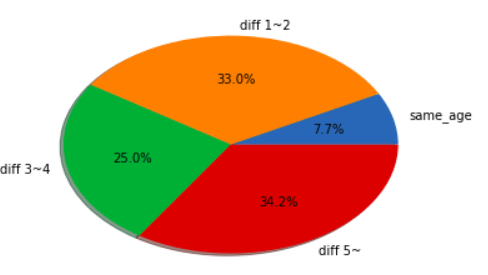 diff 1~2
33.0%
same_age
7.7%
diff 3~4
25.0%
34.2%
diff 5~